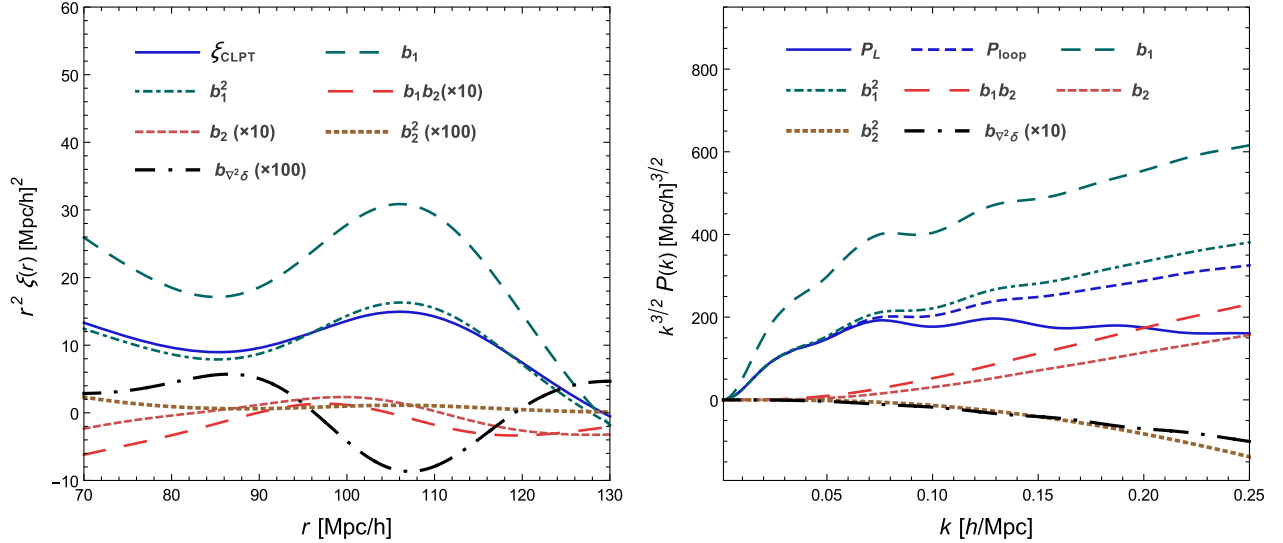 60
50
40
30
20
10
0
−10
70
80
90
100
110
120
130
r² ξ(r) [Mpc/h]²
r [Mpc/h]
ξCLPT
b₁
b₁²
b₁b₂(×10)
b₂ (×10)
b₂² (×100)
b∇²δ (×100)
800
600
400
200
0
0.05
0.10
0.15
0.20
0.25
k^3/2 P(k) [Mpc/h]^3/2
k [h/Mpc]
PL
Ploop
b₁
b₁²
b₁b₂
b₂
b₂²
b∇²δ (×10)